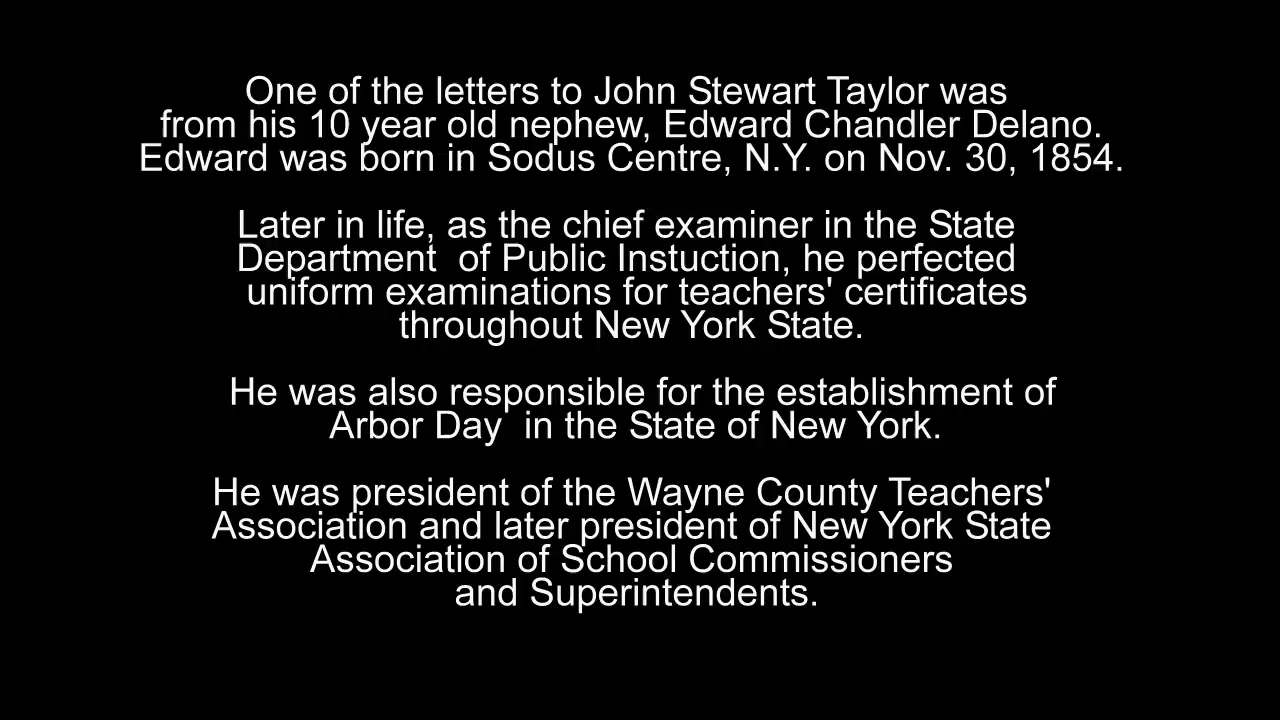 One of the letters to John Stewart Taylor was
from his 10 year old nephew, Edward Chandler Delano.
Edward was born in Sodus Centre, N.Y. on Nov. 30, 1854.
Later in life, as the chief examiner in the State
Department  of Public Instuction, he perfected
uniform examinations for teachers' certificates
throughout New York State.
He was also responsible for the establishment of
Arbor Day  in the State of New York.
He was president of the Wayne County Teachers'
Association and later president of New York State
Association of School Commissioners
and Superintendents.